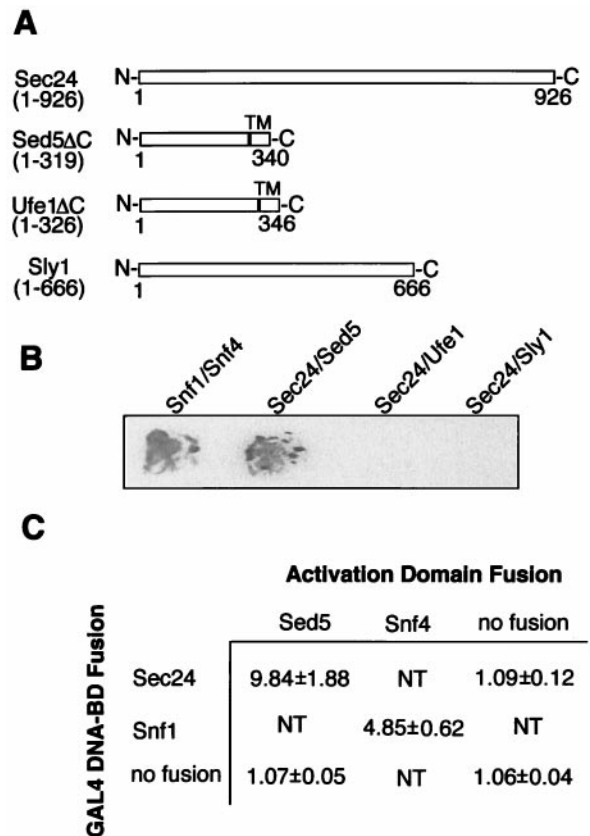 A
Sec24 N- -C
(1-926) 1 926
TM
Sed5ΔC N- -C
(1-319) 1 340
TM
Ufe1ΔC N- -C
(1-326) 1 346
Sly1 N- -C
(1-666) 1 666
B
Snf1/Snf4 Sec24/Sed5 Sec24/Ufe1 Sec24/Sly1
C
Activation Domain Fusion
GAL4 DNA-BD Fusion
Sed5 Snf4 no fusion
Sec24 9.84±1.88 NT 1.09±0.12
Snf1 NT 4.85±0.62 NT
no fusion 1.07±0.05 NT 1.06±0.04